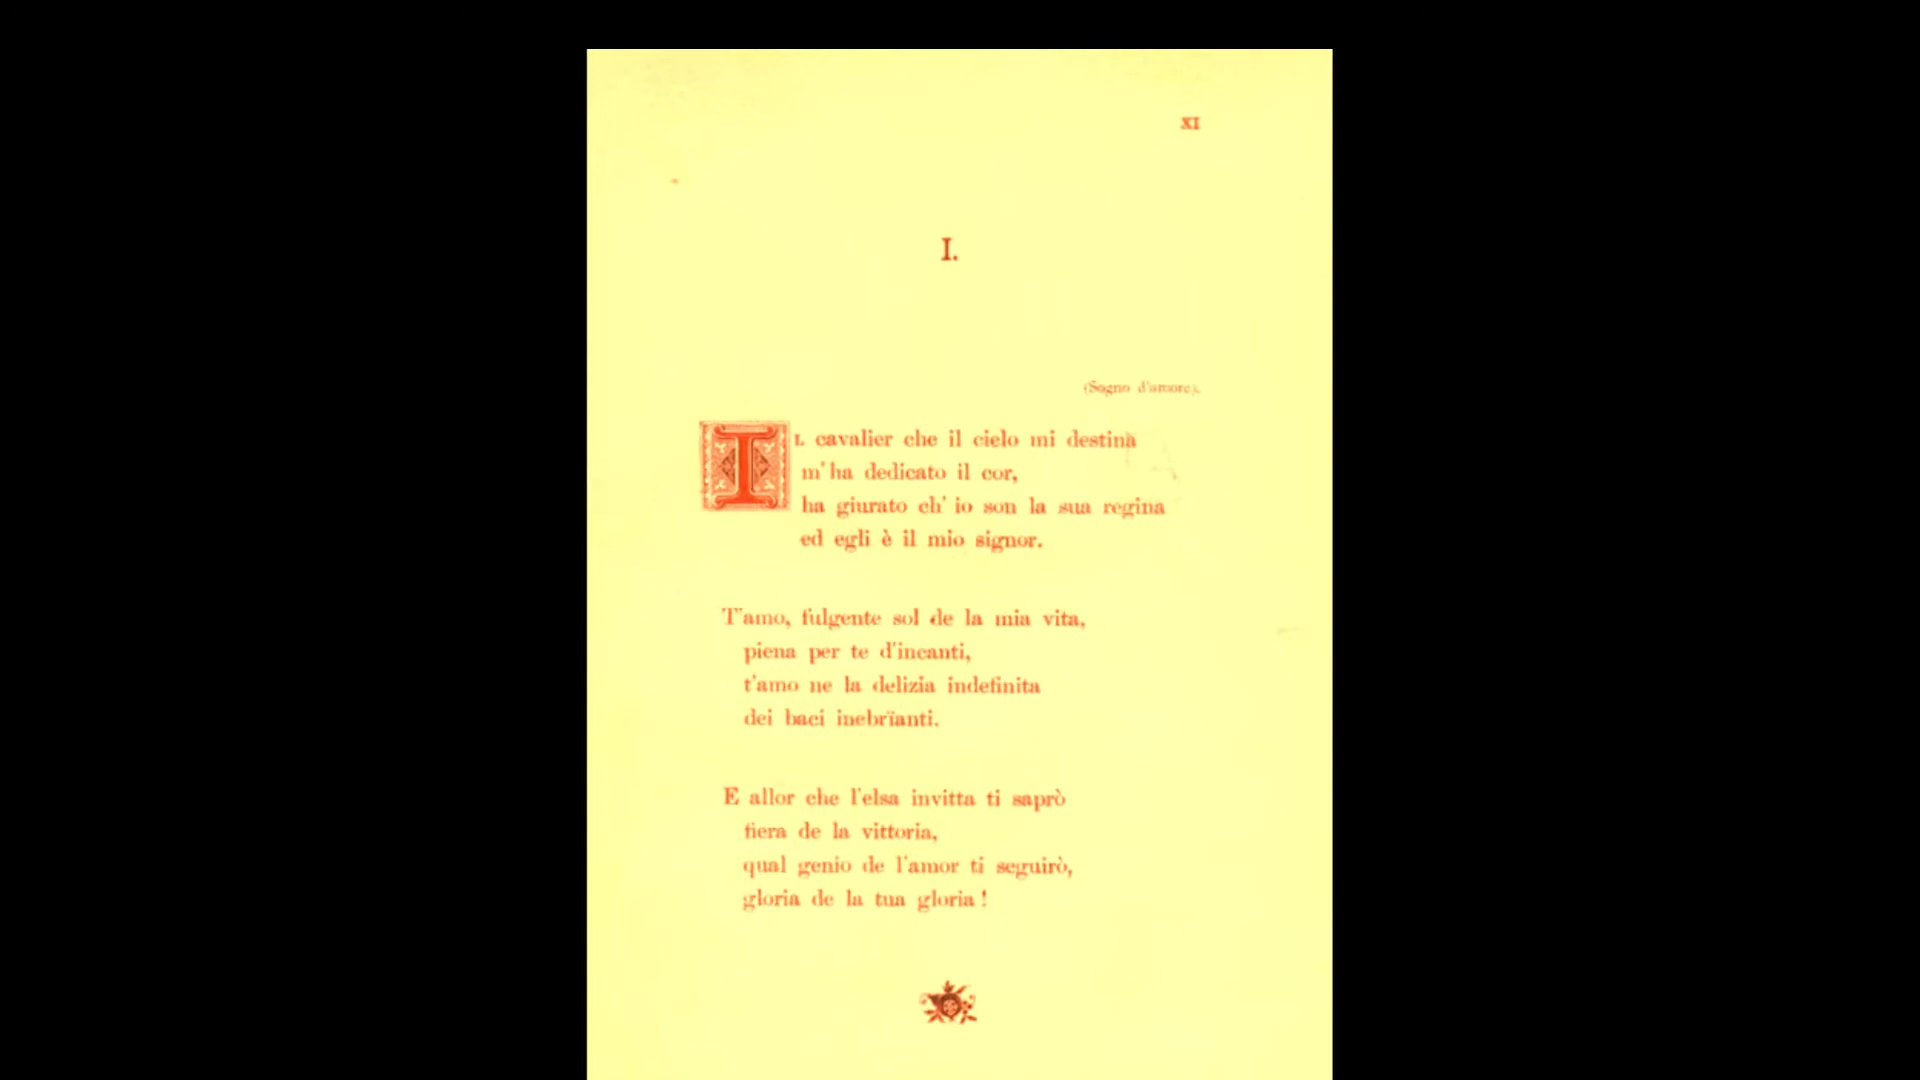 XI
I.
(Sogno d'amore).
IL cavalier che il cielo mi destina
m'ha dedicato il cor,
ha giurato ch' io son la sua regina
ed egli è il mio signor.
T'amo, fulgente sol de la mia vita,
piena per te d'incanti,
t'amo ne la delizia indefinita
dei baci inebrïanti.
E allor che l'elsa invitta ti saprò
fiera de la vittoria,
qual genio de l'amor ti seguirò,
gloria de la tua gloria !